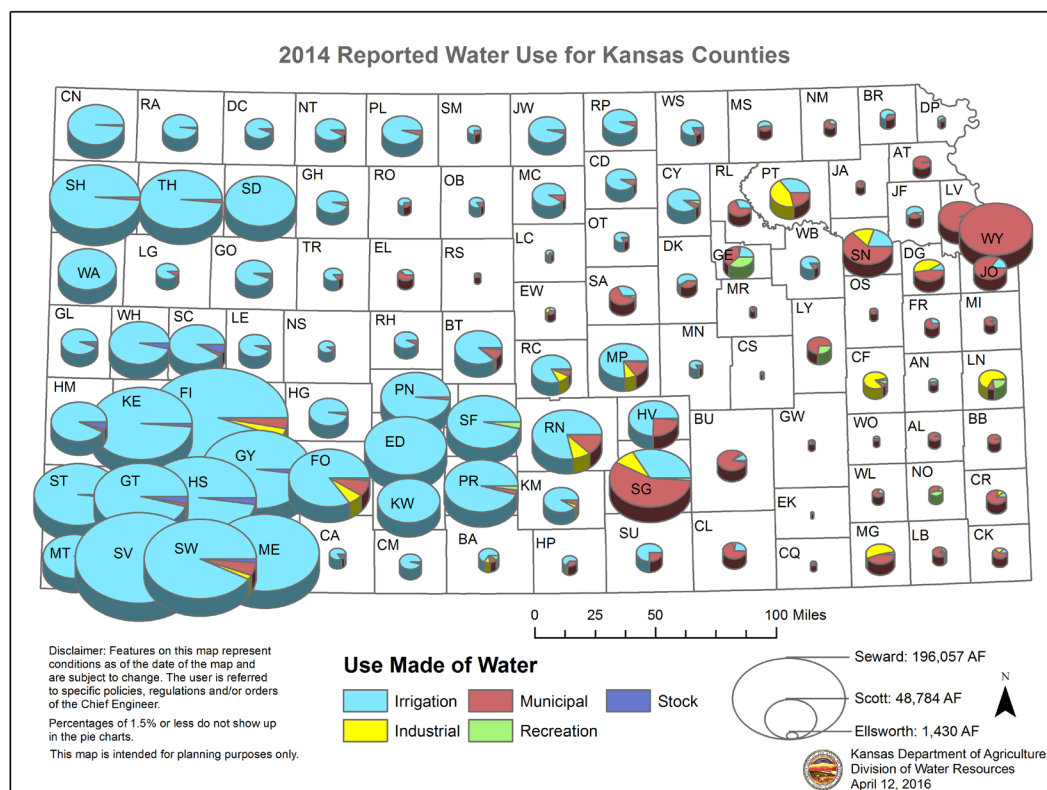 2014 Reported Water Use for Kansas Counties
CN
RA
DC
NT
PL
SM
JW
RP
WS
MS
NM
BR
DP
SH
TH
SD
GH
RO
OB
MC
CD
CY
RL
PT
JA
AT
JF
LV
WY
WA
LG
GO
TR
EL
RS
LC
OT
DK
GE
WB
SN
DG
JO
EW
SA
MR
OS
GL
WH
SC
LE
NS
RH
BT
RC
MP
MN
CS
LY
FR
MI
HM
KE
FI
HG
PN
SF
CF
AN
LN
ED
RN
HV
BU
GW
WO
AL
BB
ST
GT
HS
GY
FO
KW
PR
KM
SG
EK
WL
NO
CR
MT
SV
SW
ME
CA
CM
BA
HP
SU
CL
CQ
MG
LB
CK
0 25 50 100 Miles
Disclaimer: Features on this map represent
conditions as of the date of the map and
are subject to change. The user is referred
to specific policies, regulations and/or orders
of the Chief Engineer.
Percentages of 1.5% or less do not show up
in the pie charts.
This map is intended for planning purposes only.
Use Made of Water
Irrigation
Municipal
Stock
Industrial
Recreation
Seward: 196,057 AF
Scott: 48,784 AF
Ellsworth: 1,430 AF
N
Kansas Department of Agriculture
Division of Water Resources
April 12, 2016